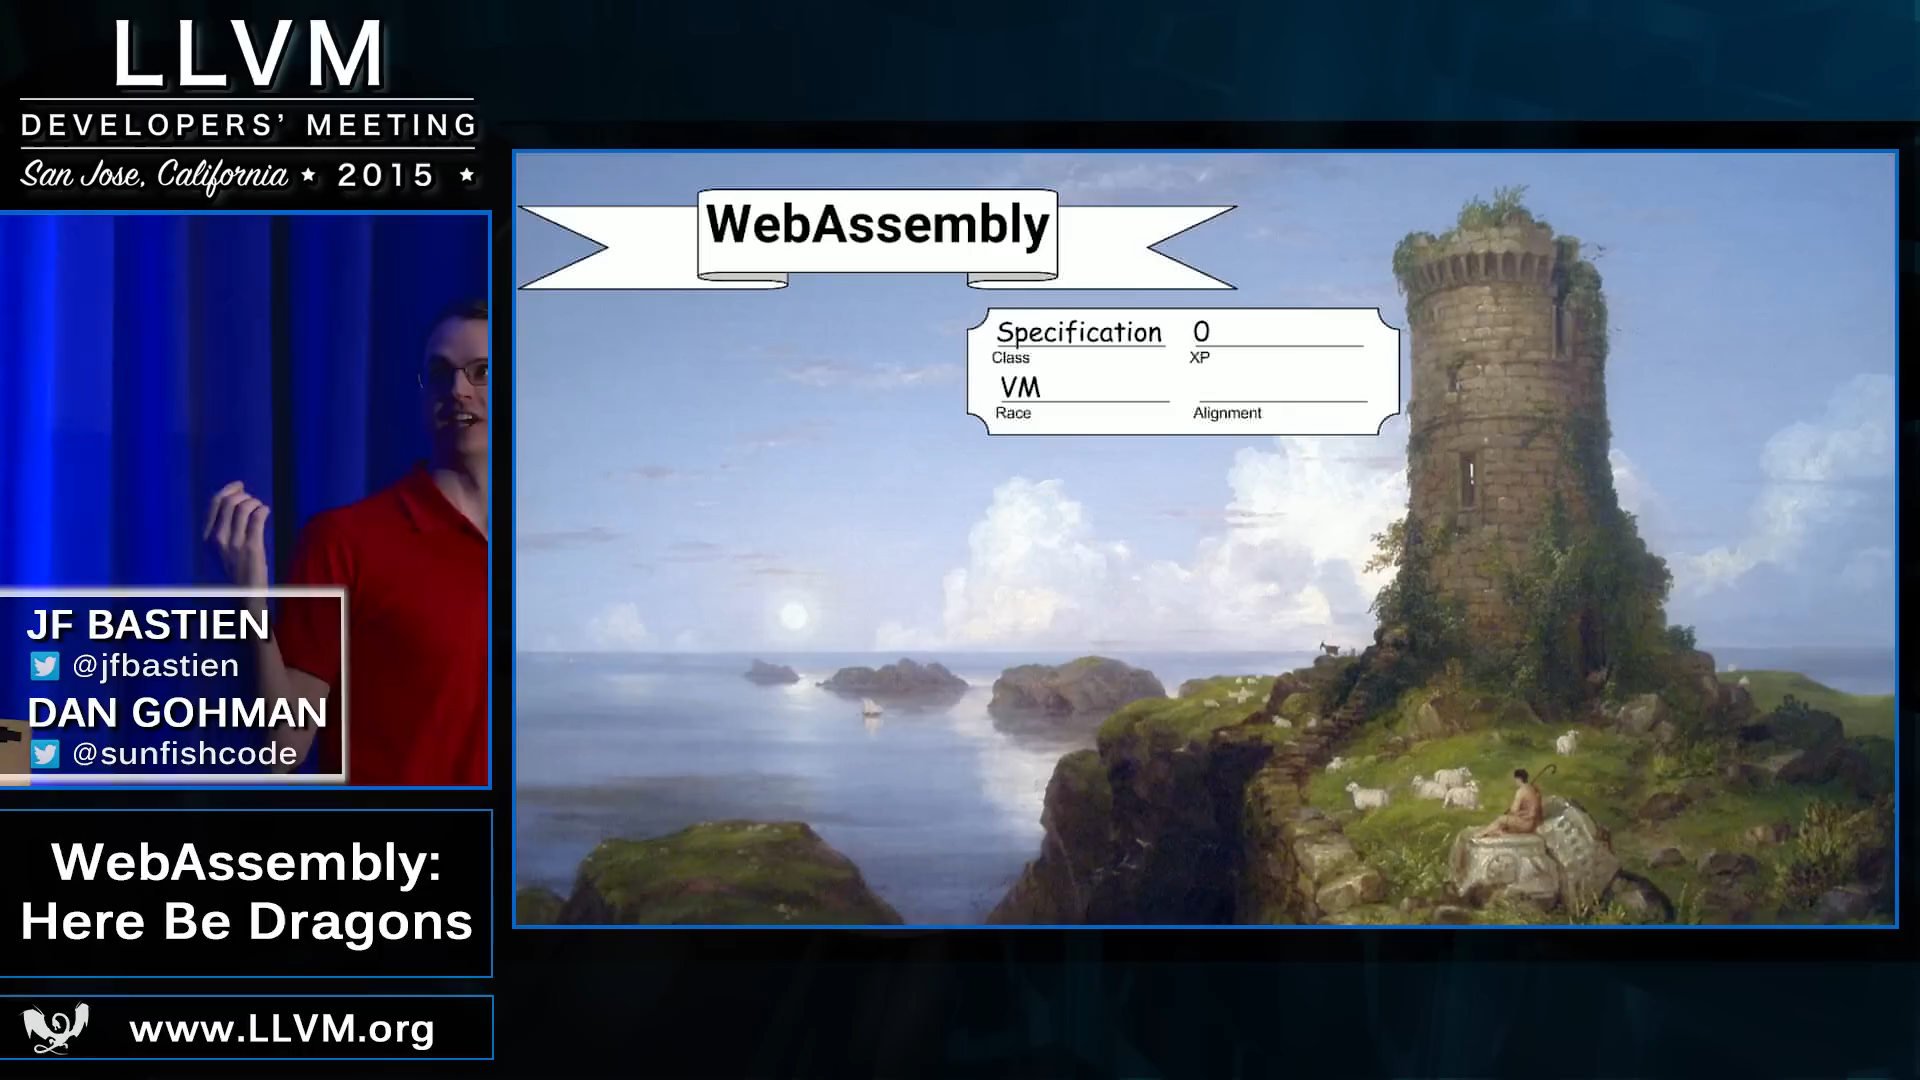 LLVM
DEVELOPERS' MEETING
San Jose, California ★ 2015 ★
JF BASTIEN
@jfbastien
DAN GOHMAN
@sunfishcode
WebAssembly:
Here Be Dragons
www.LLVM.org
WebAssembly
Specification 0
Class XP
VM
Race Alignment